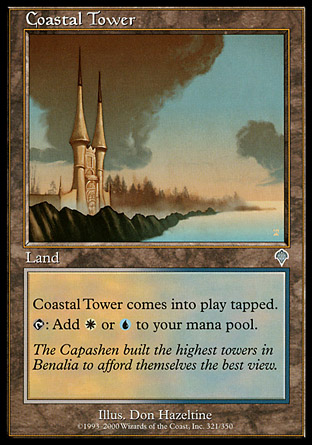 Coastal Tower
Land
Coastal Tower comes into play tapped.
: Add or to your mana pool.
The Capashen built the highest towers in
Benalia to afford themselves the best view.
Illus. Don Hazeltine
©1993-2000 Wizards of the Coast, Inc. 321/350